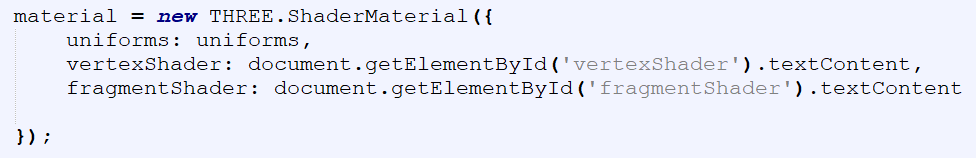 material = new THREE.ShaderMaterial({
    uniforms: uniforms,
    vertexShader: document.getElementById('vertexShader').textContent,
    fragmentShader: document.getElementById('fragmentShader').textContent
});